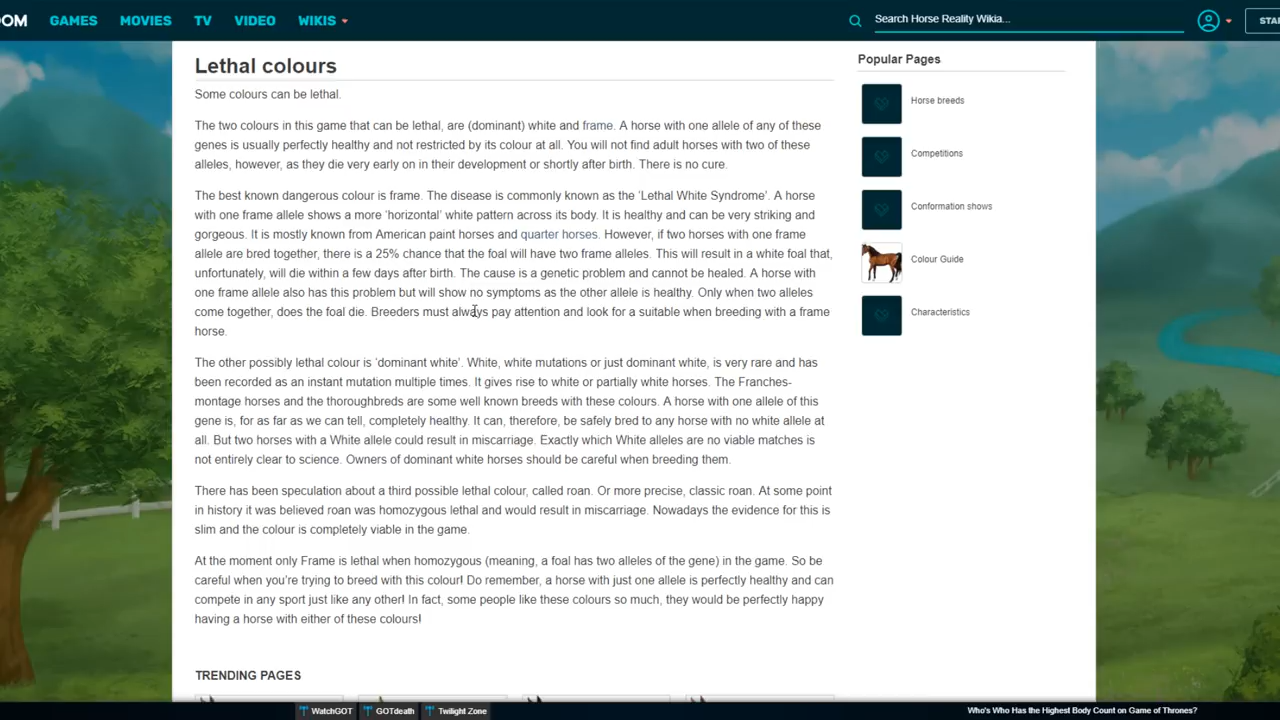 OM GAMES MOVIES TV VIDEO WIKIS Search Horse Reality Wikia... STA
Lethal colours
Some colours can be lethal.
The two colours in this game that can be lethal, are (dominant) white and frame. A horse with one allele of any of these
genes is usually perfectly healthy and not restricted by its colour at all. You will not find adult horses with two of these
alleles, however, as they die very early on in their development or shortly after birth. There is no cure.
The best known dangerous colour is frame. The disease is commonly known as the ‘Lethal White Syndrome’. A horse
with one frame allele shows a more ‘horizontal’ white pattern across its body. It is healthy and can be very striking and
gorgeous. It is mostly known from American paint horses and quarter horses. However, if two horses with one frame
allele are bred together, there is a 25% chance that the foal will have two frame alleles. This will result in a white foal that,
unfortunately, will die within a few days after birth. The cause is a genetic problem and cannot be healed. A horse with
one frame allele also has this problem but will show no symptoms as the other allele is healthy. Only when two alleles
come together, does the foal die. Breeders must always pay attention and look for a suitable when breeding with a frame
horse.
The other possibly lethal colour is ‘dominant white’. White, white mutations or just dominant white, is very rare and has
been recorded as an instant mutation multiple times. It gives rise to white or partially white horses. The Franches-
montage horses and the thoroughbreds are some well known breeds with these colours. A horse with one allele of this
gene is, for as far as we can tell, completely healthy. It can, therefore, be safely bred to any horse with no white allele at
all. But two horses with a White allele could result in miscarriage. Exactly which White alleles are no viable matches is
not entirely clear to science. Owners of dominant white horses should be careful when breeding them.
There has been speculation about a third possible lethal colour, called roan. Or more precise, classic roan. At some point
in history it was believed roan was homozygous lethal and would result in miscarriage. Nowadays the evidence for this is
slim and the colour is completely viable in the game.
At the moment only Frame is lethal when homozygous (meaning, a foal has two alleles of the gene) in the game. So be
careful when you're trying to breed with this colour! Do remember, a horse with just one allele is perfectly healthy and can
compete in any sport just like any other! In fact, some people like these colours so much, they would be perfectly happy
having a horse with either of these colours!
TRENDING PAGES
Popular Pages
Horse breeds
Competitions
Conformation shows
Colour Guide
Characteristics
WatchGOT GOTdeath Twilight Zone Who's Who Has the Highest Body Count on Game of Thrones?